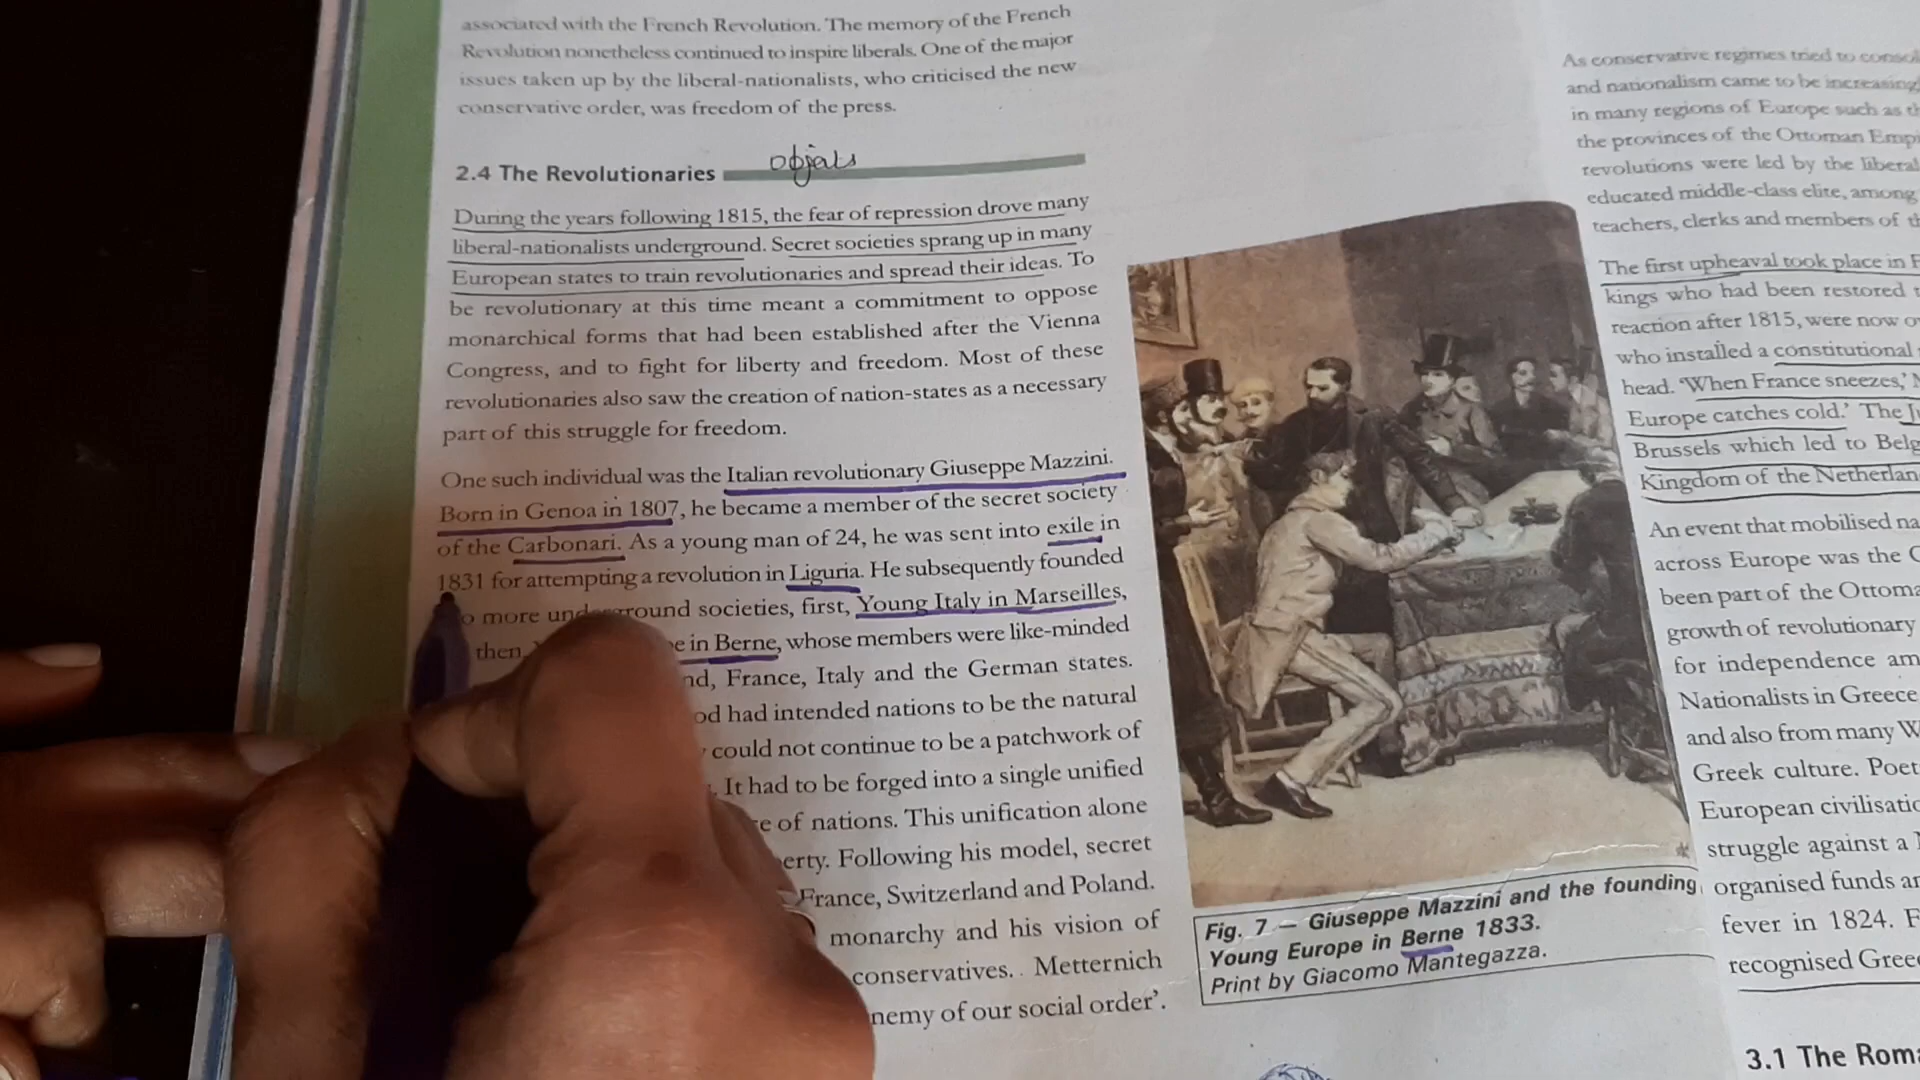 associated with the French Revolution. The memory of the French
Revolution nonetheless continued to inspire liberals. One of the major
issues taken up by the liberal-nationalists, who criticised the new
conservative order, was freedom of the press.
2.4 The Revolutionaries
During the years following 1815, the fear of repression drove many
liberal-nationalists underground. Secret societies sprang up in many
European states to train revolutionaries and spread their ideas. To
be revolutionary at this time meant a commitment to oppose
monarchical forms that had been established after the Vienna
Congress, and to fight for liberty and freedom. Most of these
revolutionaries also saw the creation of nation-states as a necessary
part of this struggle for freedom.
One such individual was the Italian revolutionary Giuseppe Mazzini.
Born in Genoa in 1807, he became a member of the secret society
of the Carbonari. As a young man of 24, he was sent into exile in
1831 for attempting a revolution in Liguria. He subsequently founded
more underground societies, first, Young Italy in Marseilles,
then in Berne, whose members were like-minded
France, Italy and the German states.
had intended nations to be the natural
could not continue to be a patchwork of
It had to be forged into a single unified
of nations. This unification alone
Following his model, secret
France, Switzerland and Poland.
monarchy and his vision of
conservatives. Metternich
of our social order'.
Fig. 7 — Giuseppe Mazzini and the founding
Young Europe in Berne 1833.
Print by Giacomo Mantegazza.
As conservative regimes tried to
and nationalism came to be
in many regions of Europe such as
the provinces of the Ottoman
revolutions were led by the
educated middle-class elite, among
teachers, clerks and members of
The first upheaval took place in
kings who had been restored
reaction after 1815, were now
who installed a constitutional
head. 'When France sneezes,'
Europe catches cold.' The
Brussels which led to
Kingdom of the
An event that mobilised
across Europe was the
been part of the
growth of revolutionary
for independence
Nationalists in Greece
and also from many
Greek culture.
European
struggle against a
organised funds
fever in 1824.
recognised
3.1 The